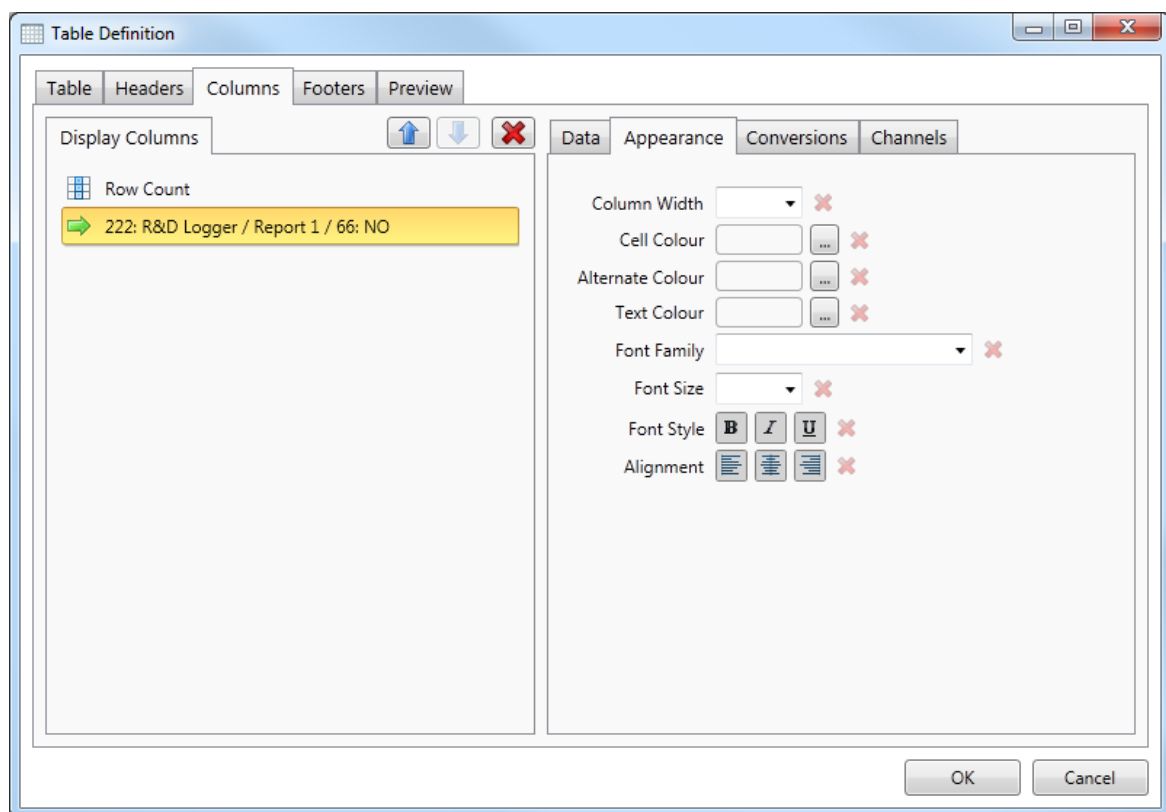 Table Definition
Table Headers Columns Footers Preview
Display Columns
Row Count
222: R&D Logger / Report 1 / 66: NO
Data Appearance Conversions Channels
Column Width
Cell Colour ...
Alternate Colour ...
Text Colour ...
Font Family
Font Size
Font Style B I U
Alignment
OK Cancel